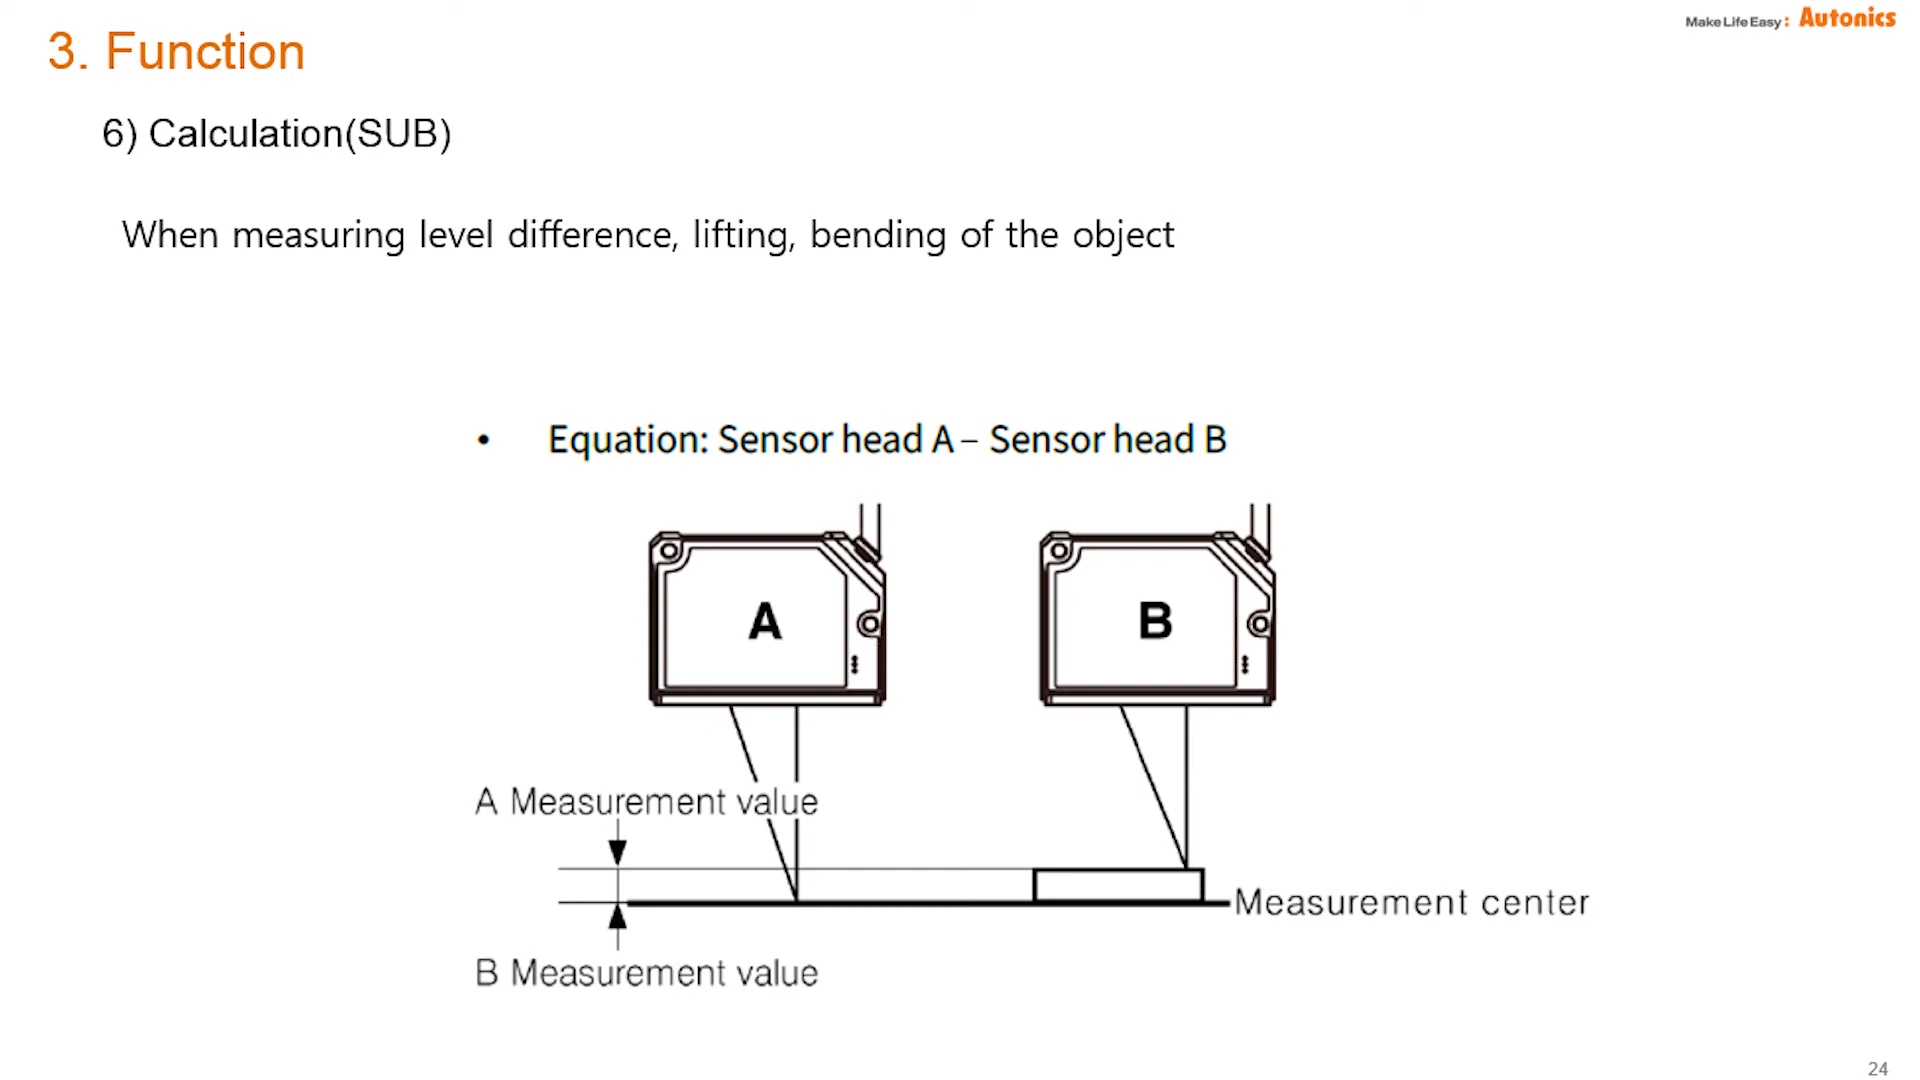 Make Life Easy: Autonics
3. Function
6) Calculation(SUB)
When measuring level difference, lifting, bending of the object
• Equation: Sensor head A – Sensor head B
A
B
A Measurement value
Measurement center
B Measurement value
24